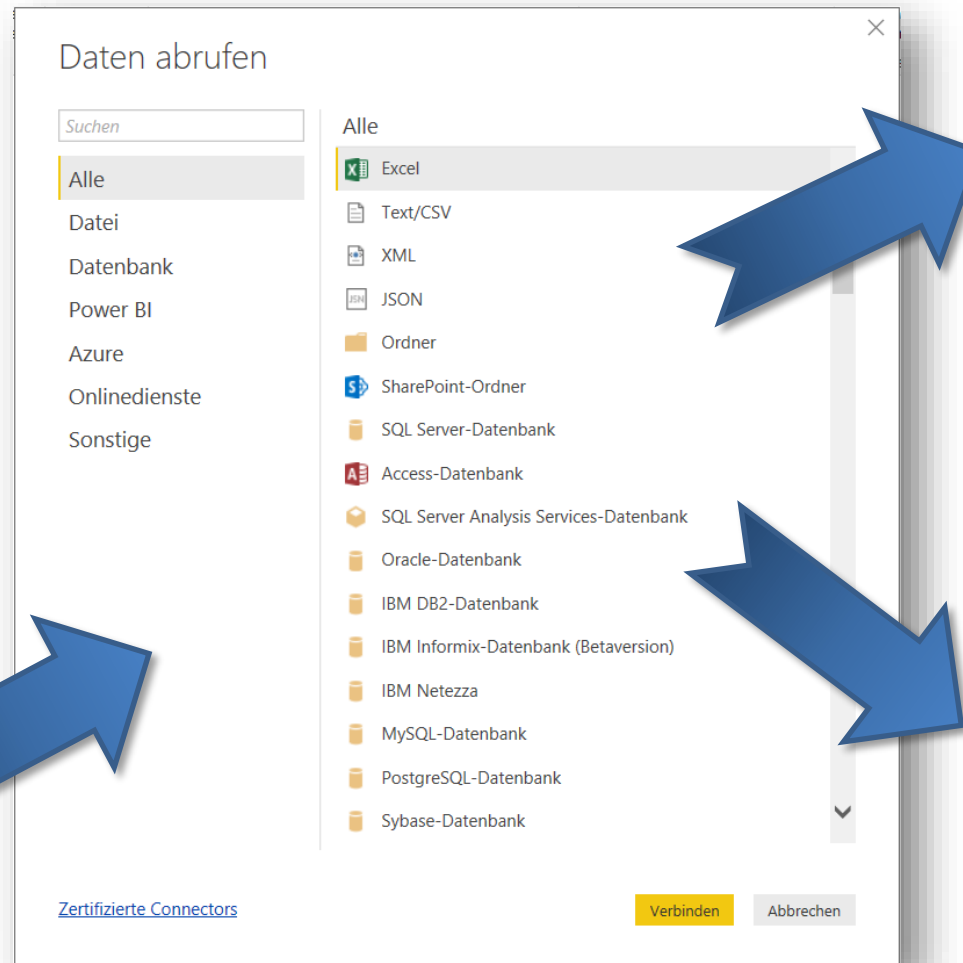 Daten abrufen
Suchen
Alle
Datei
Datenbank
Power BI
Azure
Onlinedienste
Sonstige
Alle
Excel
Text/CSV
XML
JSON
Ordner
SharePoint-Ordner
SQL Server-Datenbank
Access-Datenbank
SQL Server Analysis Services-Datenbank
Oracle-Datenbank
IBM DB2-Datenbank
IBM Informix-Datenbank (Betaversion)
IBM Netezza
MySQL-Datenbank
PostgreSQL-Datenbank
Sybase-Datenbank
Zertifizierte Connectors
Verbinden
Abbrechen